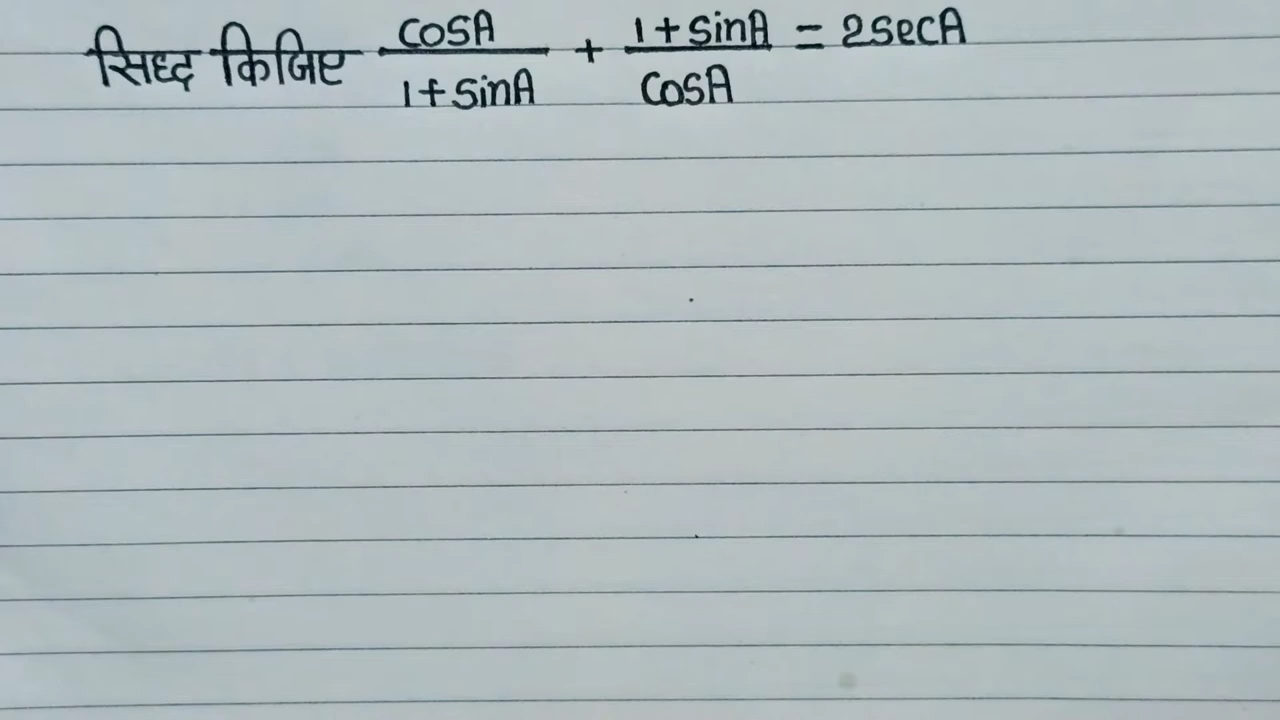 सिध्द किजिए cosA/1+sinA + 1+sinA/cosA = 2secA